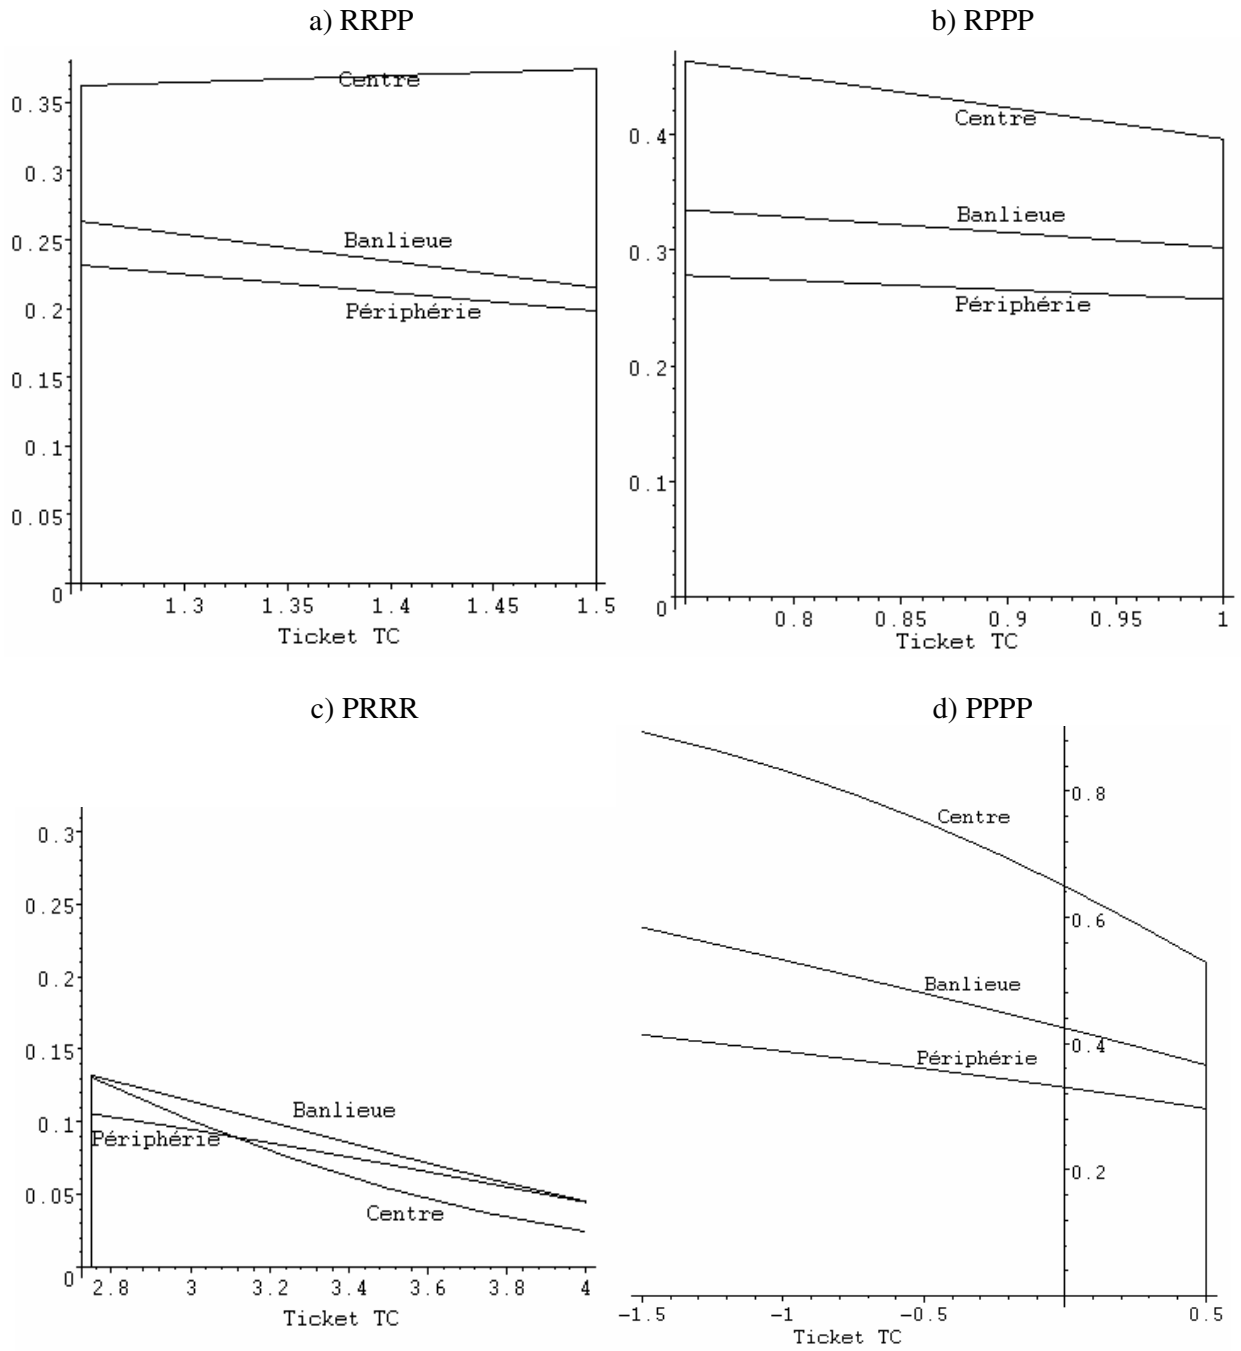 a) RRPP
Centre
0.35
0.3
0.25
Banlieue
0.2
Périphérie
0.15
0.1
0.05
0
1.3 1.35 1.4 1.45 1.5
Ticket TC
b) RPPP
Centre
0.4
Banlieue
0.3
Périphérie
0.2
0.1
0
0.8 0.85 0.9 0.95 1
Ticket TC
c) PRRR
0.3
0.25
0.2
0.15
0.1
Banlieue
Périphérie
0.05
Centre
0
2.8 3 3.2 3.4 3.6 3.8 4
Ticket TC
d) PPPP
0.8
Centre
0.6
Banlieue
0.4
Périphérie
0.2
-1.5 -1 -0.5 0.5
Ticket TC